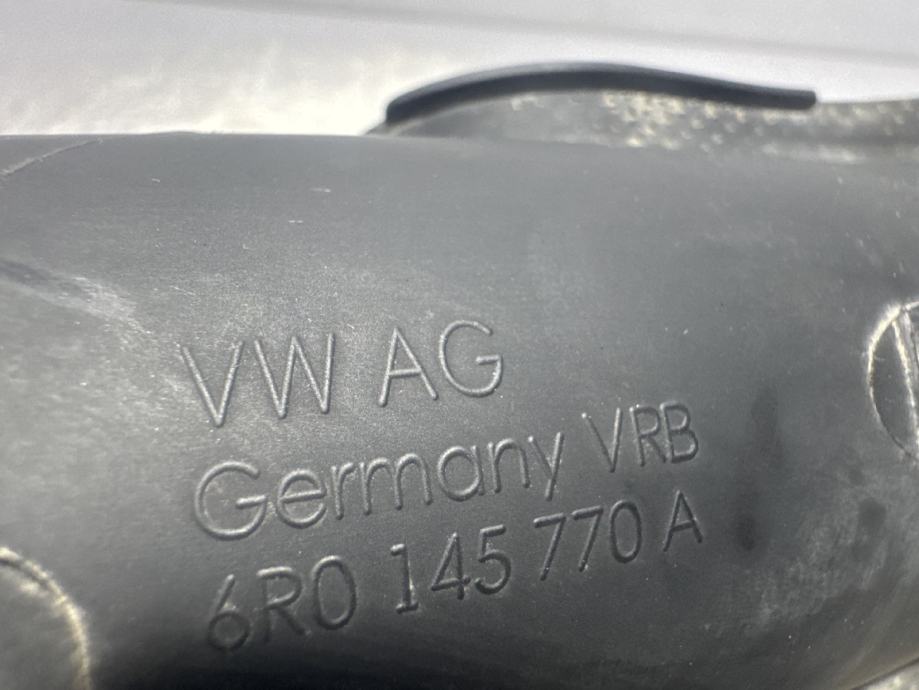 VW AG
Germany VRB
6R0 145 770 A